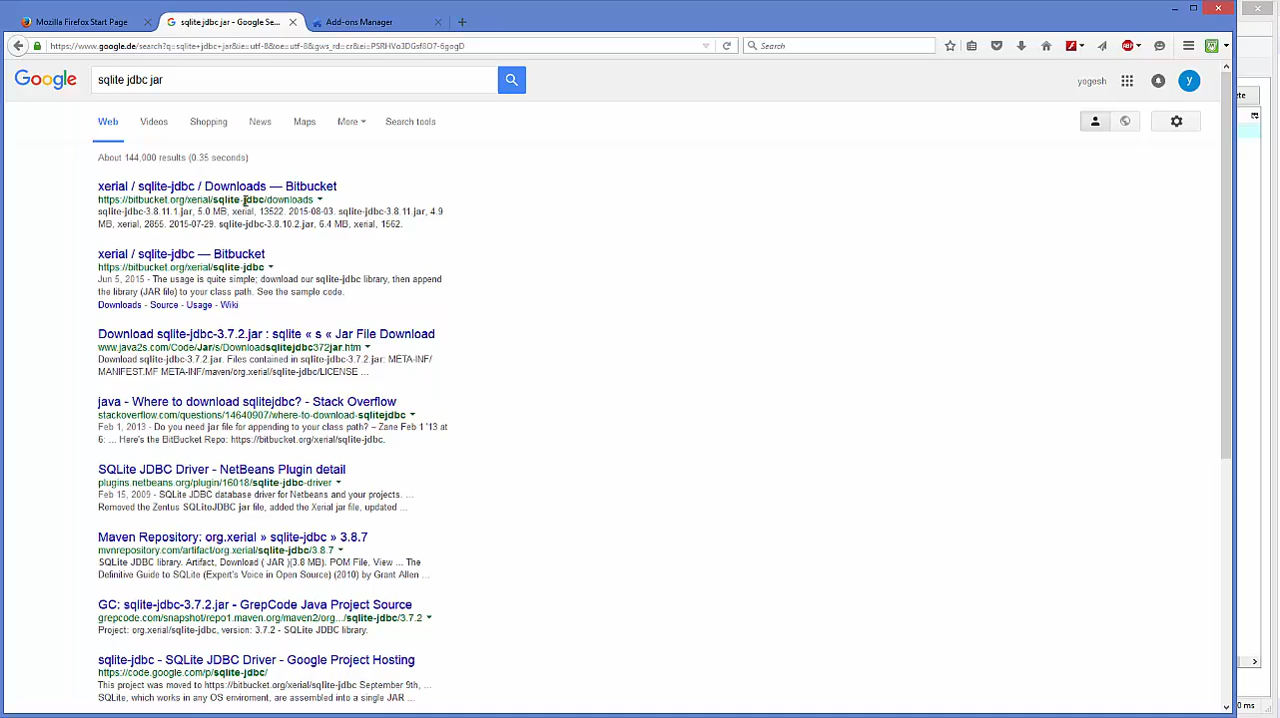 Mozilla Firefox Start Page
sqlite jdbc jar - Google Se...
Add-ons Manager
https://www.google.de/search?q=sqlite+jdbc+jar&ie=utf-8&oe=utf-8&gws_rd=cr&ei=
Search
Google
sqlite jdbc jar
yogesh
y
Web
Videos
Shopping
News
Maps
More
Search tools
About 144,000 results (0.35 seconds)
xerial / sqlite-jdbc / Downloads — Bitbucket
https://bitbucket.org/xerial/sqlite-jdbc/downloads
sqlite-jdbc-3.8.11.1.jar, 5.0 MB, xerial, 13522. 2015-08-03. sqlite-jdbc-3.8.11.jar, 4.9
MB, xerial, 2855. 2015-07-29. sqlite-jdbc-3.8.10.2.jar, 6.4 MB, xerial, 1562.
xerial / sqlite-jdbc — Bitbucket
https://bitbucket.org/xerial/sqlite-jdbc
Jun 5, 2015 - The usage is quite simple; download our sqlite-jdbc library, then append
the library (JAR file) to your class path. See the sample code.
Downloads - Source - Usage - Wiki
Download sqlite-jdbc-3.7.2.jar : sqlite « s « Jar File Download
www.java2s.com/Code/Jar/s/Downloadsqlitejdbc372jar.htm
Download sqlite-jdbc-3.7.2.jar. Files contained in sqlite-jdbc-3.7.2.jar: META-INF/
MANIFEST.MF META-INF/maven/org.xerial/sqlite-jdbc/LICENSE ...
java - Where to download sqlitejdbc? - Stack Overflow
stackoverflow.com/questions/14640907/where-to-download-sqlitejdbc
Feb 1, 2013 - Do you need jar file for appending to your class path? – Zane Feb 1 '13 at
6: ... Here's the BitBucket Repo: https://bitbucket.org/xerial/sqlite-jdbc.
SQLite JDBC Driver - NetBeans Plugin detail
plugins.netbeans.org/plugin/16018/sqlite-jdbc-driver
Feb 15, 2009 - SQLite JDBC database driver for Netbeans and your projects. ...
Removed the Zentus SQLiteJDBC jar file, added the Xerial jar file, updated ...
Maven Repository: org.xerial » sqlite-jdbc » 3.8.7
mvnrepository.com/artifact/org.xerial/sqlite-jdbc/3.8.7
SQLite JDBC library. Artifact, Download ( JAR )(3.8 MB). POM File, View ... The
Definitive Guide to SQLite (Expert's Voice in Open Source) (2010) by Grant Allen ...
GC: sqlite-jdbc-3.7.2.jar - GrepCode Java Project Source
grepcode.com/snapshot/repo1.maven.org/maven2/org.../sqlite-jdbc/3.7.2
Project: org.xerial/sqlite-jdbc, version: 3.7.2 - SQLite JDBC library.
sqlite-jdbc - SQLite JDBC Driver - Google Project Hosting
https://code.google.com/p/sqlite-jdbc/
This project was moved to https://bitbucket.org/xerial/sqlite-jdbc September 9th, ...
SQLite, which works in any OS enviroment, are assembled into a single JAR ...
0 ms